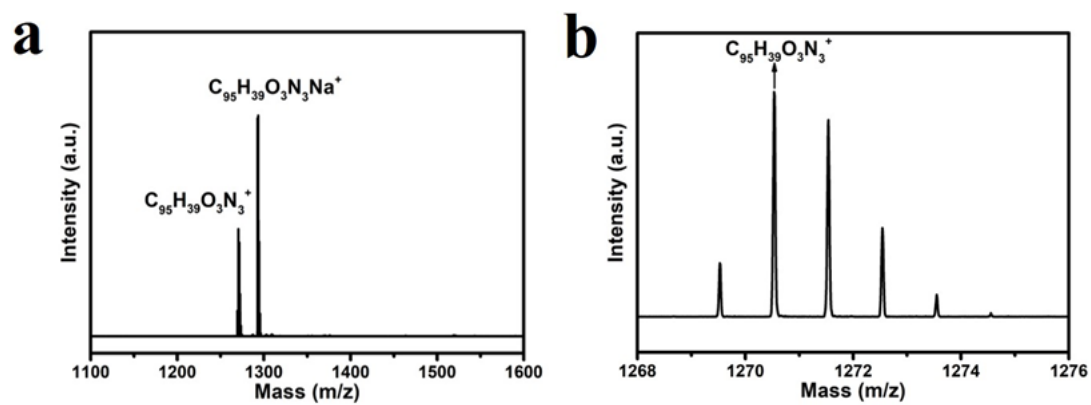 a
C₉₅H₃₉O₃N₃Na⁺
C₉₅H₃₉O₃N₃⁺
Intensity (a.u.)
1100 1200 1300 1400 1500 1600
Mass (m/z)
b
C₉₅H₃₉O₃N₃⁺
Intensity (a.u.)
1268 1270 1272 1274 1276
Mass (m/z)